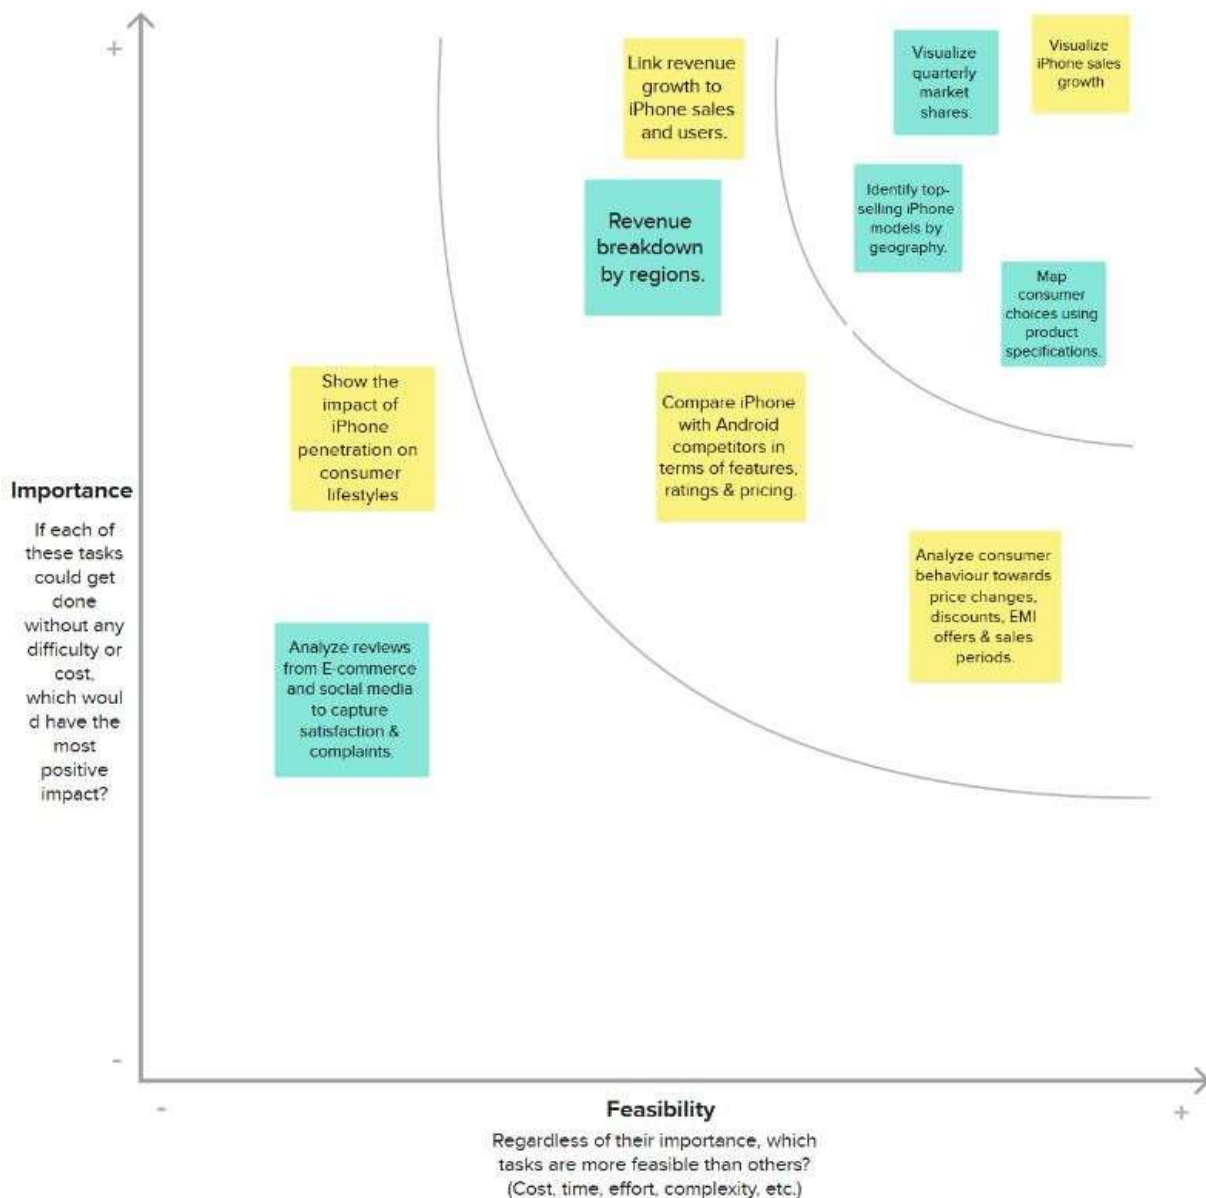 +
Link revenue
growth to
iPhone sales
and users.
Visualize
quarterly
market
shares.
Visualize
iPhone sales
growth
Revenue
breakdown
by regions.
Identify top-
selling iPhone
models by
geography.
Map
consumer
choices using
product
specifications.
Show the
impact of
iPhone
penetration on
consumer
lifestyles
Compare iPhone
with Android
competitors in
terms of features,
ratings & pricing.
Importance
If each of
these tasks
could get
done
without any
difficulty or
cost,
which woul
d have the
most
positive
impact?
Analyze consumer
behaviour towards
price changes,
discounts, EMI
offers & sales
periods.
Analyze reviews
from E-commerce
and social media
to capture
satisfaction &
complaints.
-
-
+
Feasibility
Regardless of their importance, which
tasks are more feasible than others?
(Cost, time, effort, complexity, etc.)